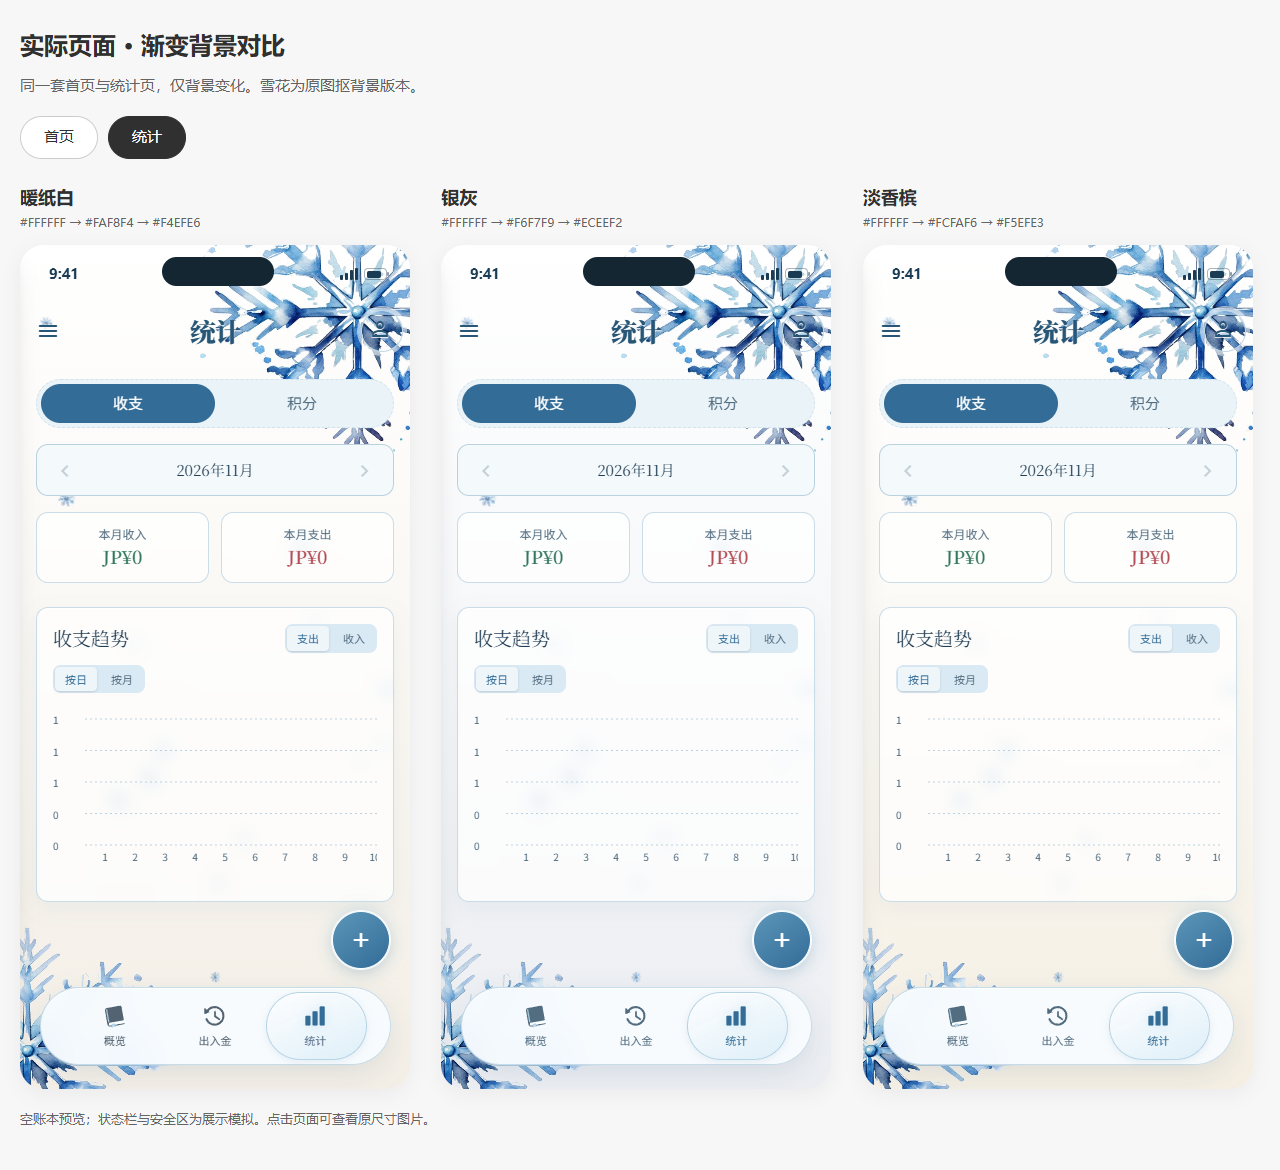 实际页面 · 渐变背景对比
同一套首页与统计页，仅背景变化。雪花为原图抠背景版本。
首页 统计
暖纸白
#FFFFFF → #FAF8F4 → #F4EFE6
9:41
统计
收支 积分
2026年11月
本月收入 本月支出
JP¥0 JP¥0
收支趋势 支出 收入
按日 按月
1
1
1
0
0
1 2 3 4 5 6 7 8 9 10
+
概览 出入金 统计
银灰
#FFFFFF → #F6F7F9 → #ECEEF2
9:41
统计
收支 积分
2026年11月
本月收入 本月支出
JP¥0 JP¥0
收支趋势 支出 收入
按日 按月
1
1
1
0
0
1 2 3 4 5 6 7 8 9 10
+
概览 出入金 统计
淡香槟
#FFFFFF → #FCFAF6 → #F5EFE3
9:41
统计
收支 积分
2026年11月
本月收入 本月支出
JP¥0 JP¥0
收支趋势 支出 收入
按日 按月
1
1
1
0
0
1 2 3 4 5 6 7 8 9 10
+
概览 出入金 统计
空账本预览；状态栏与安全区为展示模拟。点击页面可查看原尺寸图片。